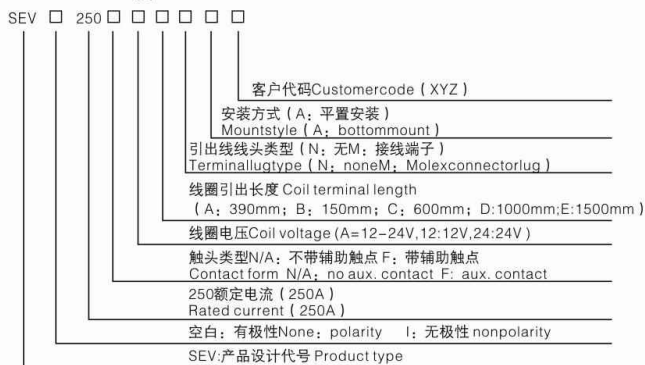 SEV □ 250 □ □ □ □ □ □
客户代码Customercode（XYZ）
安装方式（A：平置安装）
Mountstyle（A：bottommount）
引出线线头类型（N：无M：接线端子）
Terminallugtype（N：noneM：Molexconnectorlug）
线圈引出长度 Coil terminal length
（A：390mm；B：150mm；C：600mm；D:1000mm;E:1500mm）
线圈电压Coil voltage (A=12-24V,12:12V,24:24V )
触头类型N/A：不带辅助触点 F：带辅助触点
Contact form N/A：no aux. contact F: aux. contact
250额定电流（250A）
Rated current（250A）
空白：有极性None：polarity I：无极性 nonpolarity
SEV:产品设计代号 Product type